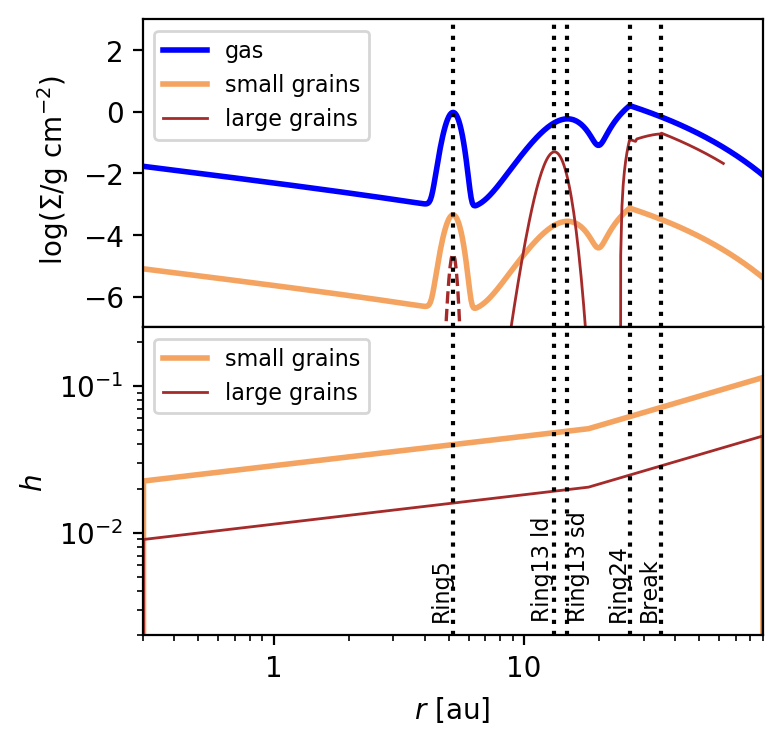 2
0
−2
−4
−6
log(Σ/g cm⁻²)
gas
small grains
large grains
10⁻¹
10⁻²
h
small grains
large grains
Ring5
Ring13 ld
Ring13 sd
Ring24
Break
1
10
r [au]